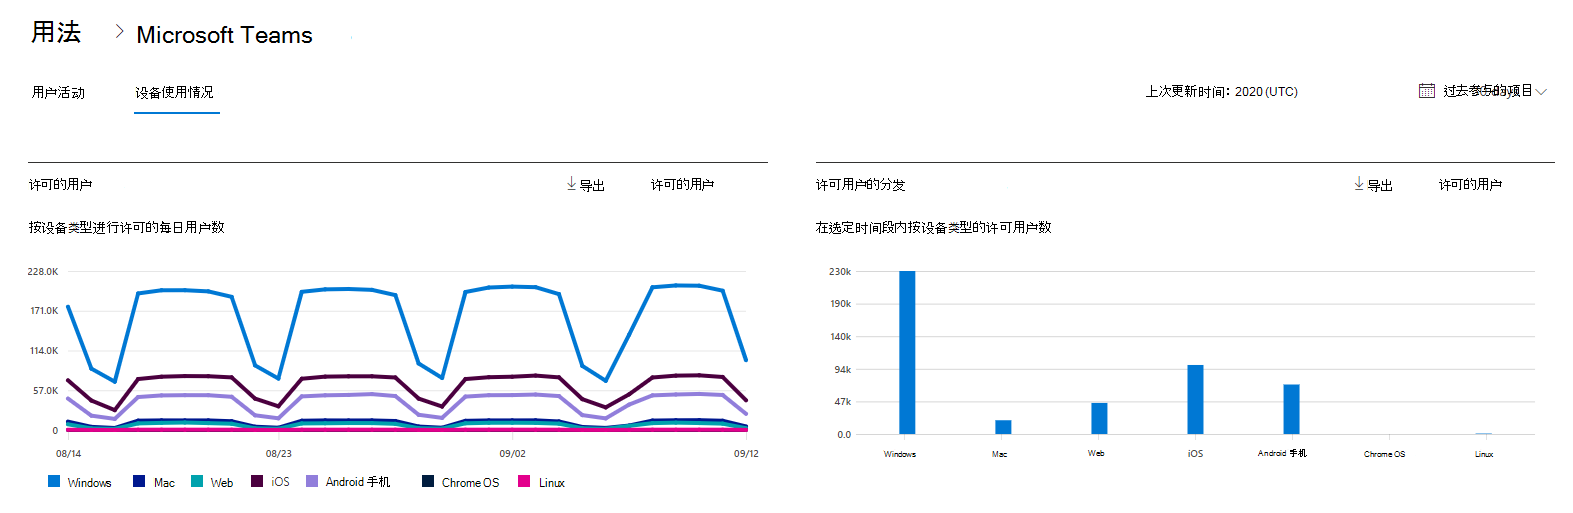 用法 > Microsoft Teams
用户活动 设备使用情况 上次更新时间：2020 (UTC) 过去参与的项目
许可的用户 导出 许可的用户
按设备类型进行许可的每日用户数
228.0K
171.0K
114.0K
57.0K
0
08/14 08/23 09/02 09/12
Windows Mac Web iOS Android 手机 Chrome OS Linux
许可用户的分发 导出 许可的用户
在选定时间段内按设备类型的许可用户数
230k
190k
140k
94k
47k
0.0
Windows Mac Web iOS Android 手机 Chrome OS Linux